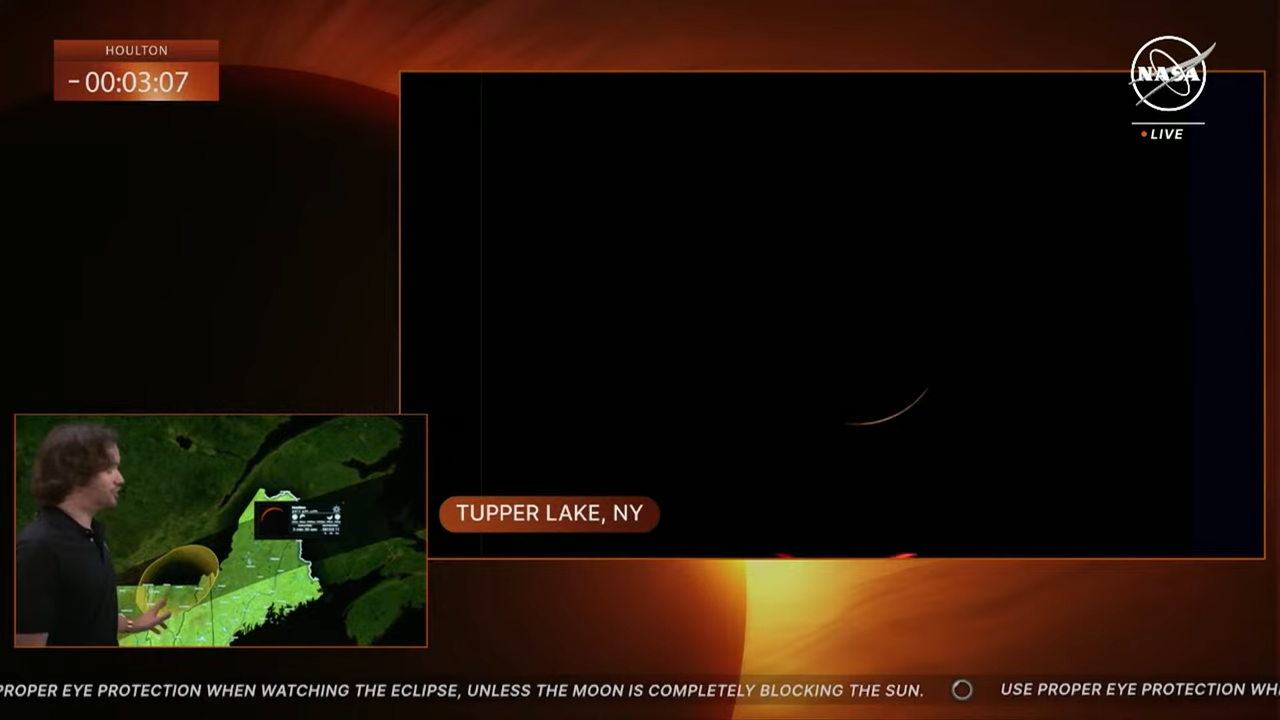 HOULTON
-00:03:07
NASA
LIVE
TUPPER LAKE, NY
PROPER EYE PROTECTION WHEN WATCHING THE ECLIPSE, UNLESS THE MOON IS COMPLETELY BLOCKING THE SUN.
USE PROPER EYE PROTECTION